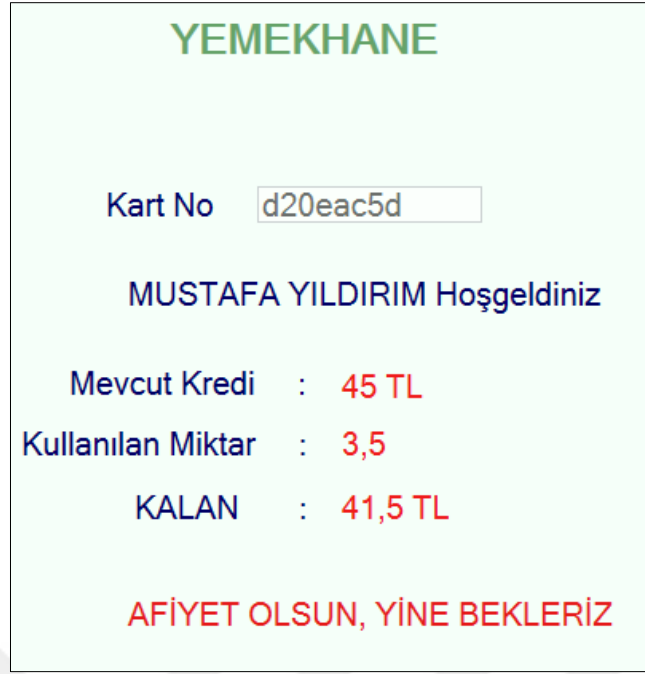 YEMEKHANE
Kart No d20eac5d
MUSTAFA YILDIRIM Hoşgeldiniz
Mevcut Kredi : 45 TL
Kullanılan Miktar : 3,5
KALAN : 41,5 TL
AFİYET OLSUN, YİNE BEKLERİZ